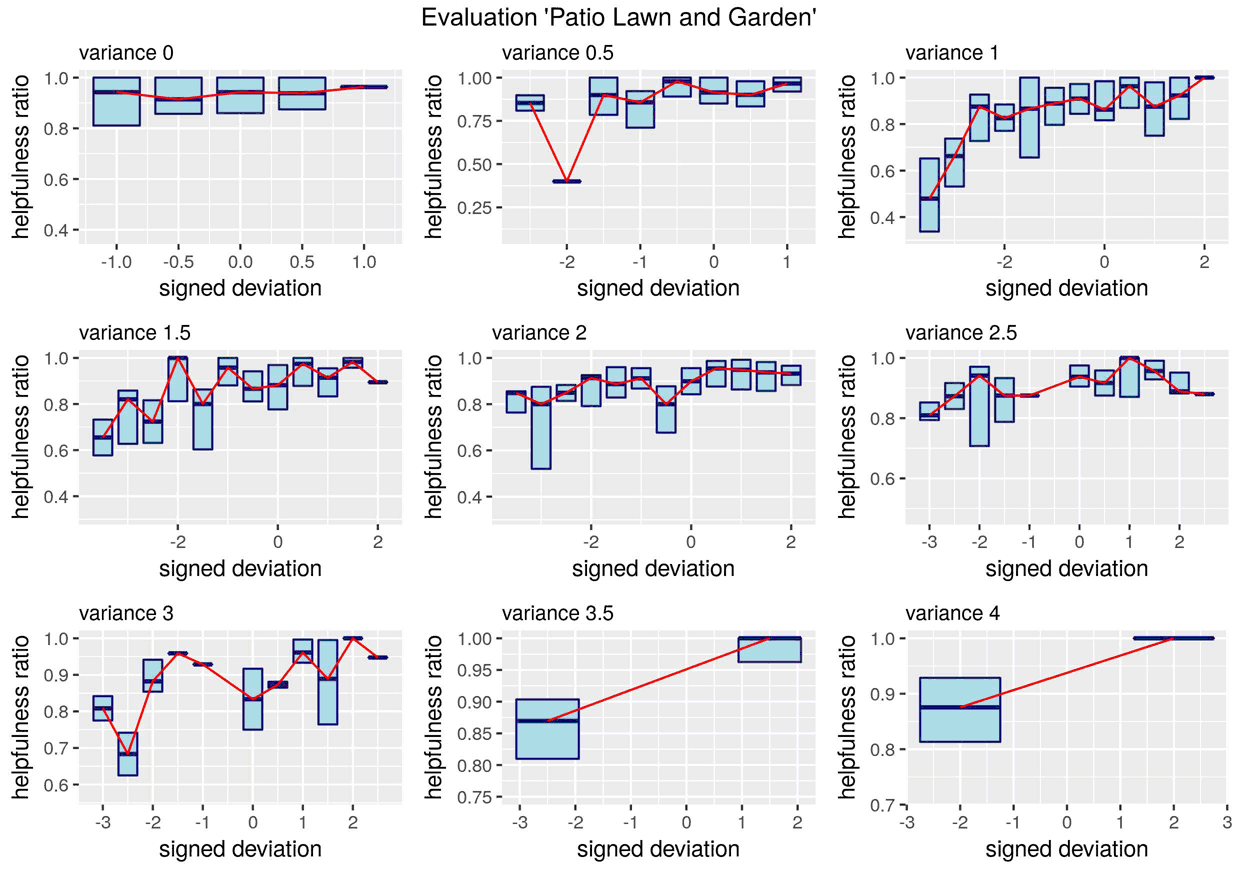 Evaluation 'Patio Lawn and Garden'
variance 0
helpfulness ratio
1.0
0.8
0.6
0.4
-1.0 -0.5 0.0 0.5 1.0
signed deviation
variance 0.5
helpfulness ratio
1.00
0.75
0.50
0.25
-2 -1 0 1
signed deviation
variance 1
helpfulness ratio
1.0
0.8
0.6
0.4
-2 0 2
signed deviation
variance 1.5
helpfulness ratio
1.0
0.8
0.6
0.4
-2 0 2
signed deviation
variance 2
helpfulness ratio
1.0
0.8
0.6
0.4
-2 0 2
signed deviation
variance 2.5
helpfulness ratio
1.0
0.8
0.6
-3 -2 -1 0 1 2
signed deviation
variance 3
helpfulness ratio
1.0
0.9
0.8
0.7
0.6
-3 -2 -1 0 1 2
signed deviation
variance 3.5
helpfulness ratio
1.00
0.95
0.90
0.85
0.80
0.75
-3 -2 -1 0 1 2
signed deviation
variance 4
helpfulness ratio
1.0
0.9
0.8
0.7
-3 -2 -1 0 1 2 3
signed deviation